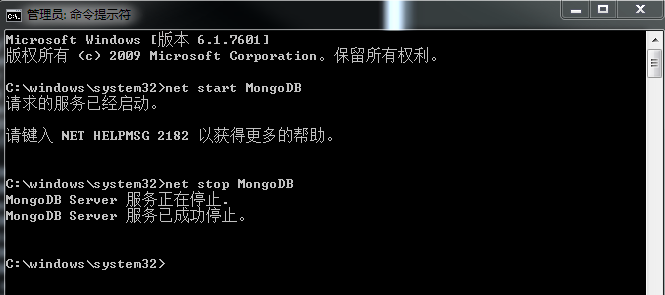 管理员: 命令提示符
Microsoft Windows [版本 6.1.7601]
版权所有 (c) 2009 Microsoft Corporation。保留所有权利。
C:\windows\system32>net start MongoDB
请求的服务已经启动。
请键入 NET HELPMSG 2182 以获得更多的帮助。
C:\windows\system32>net stop MongoDB
MongoDB Server 服务正在停止.
MongoDB Server 服务已成功停止。
C:\windows\system32>